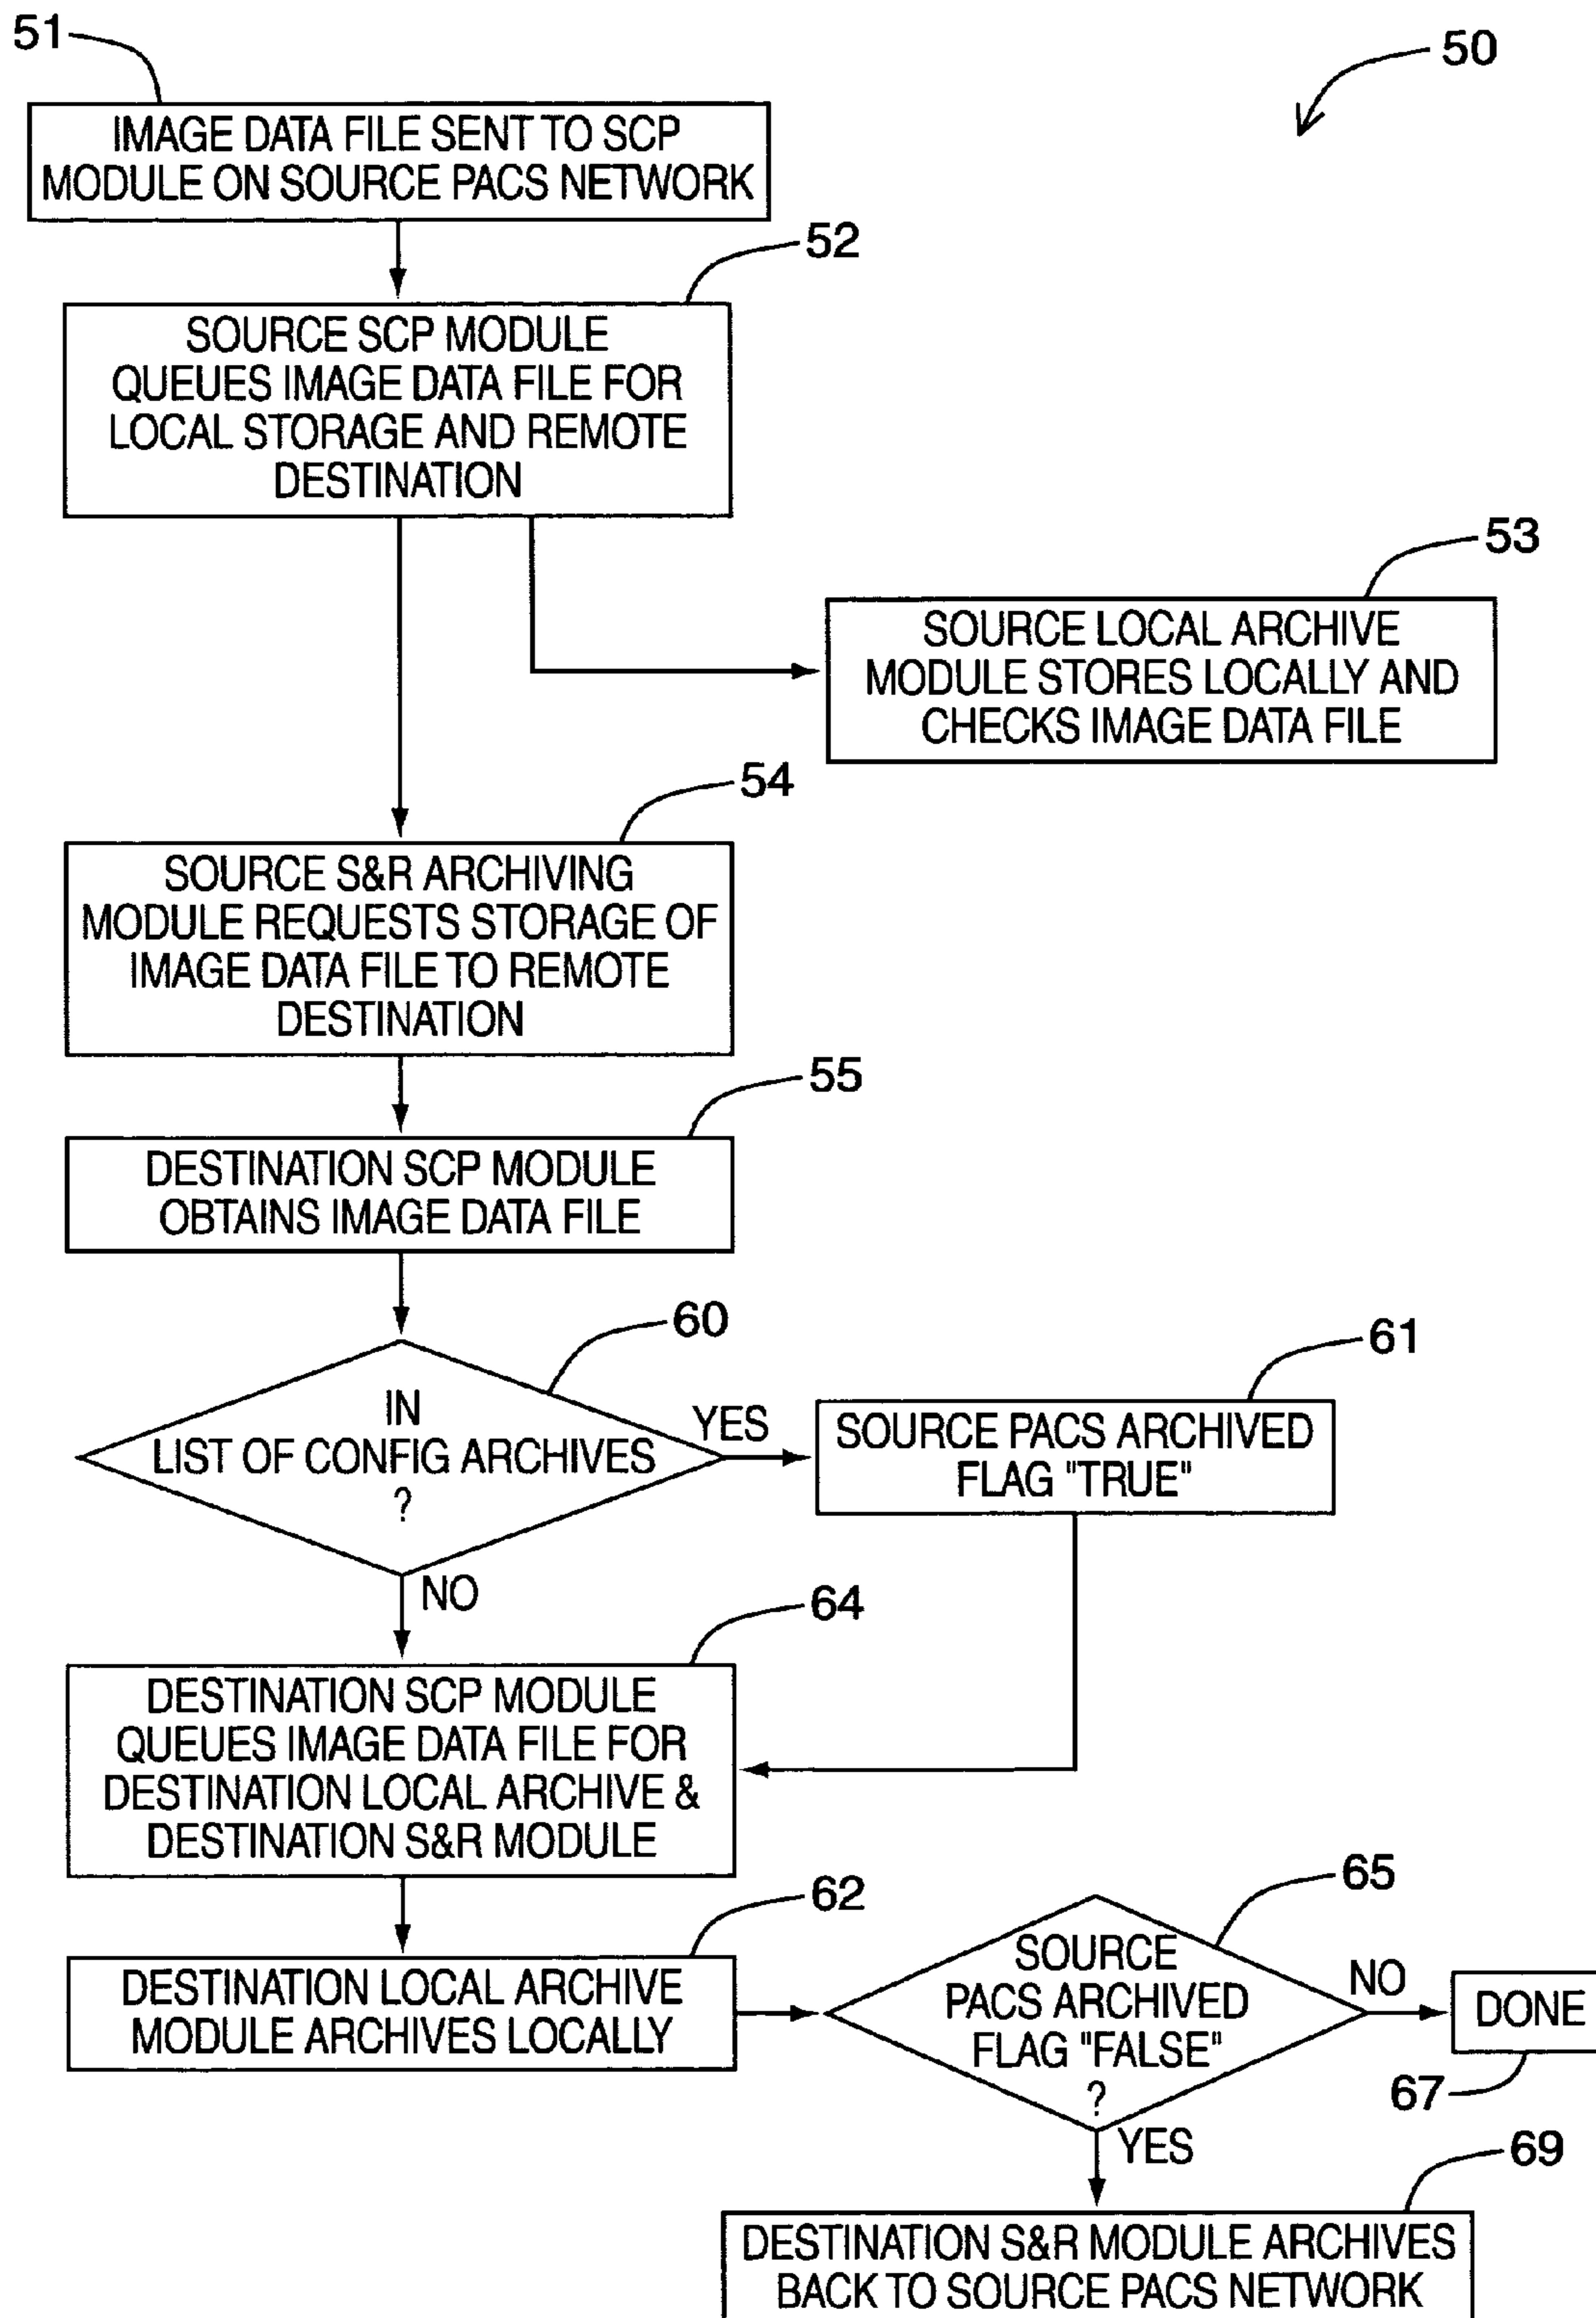 51
50
IMAGE DATA FILE SENT TO SCP
MODULE ON SOURCE PACS NETWORK
52
SOURCE SCP MODULE
QUEUES IMAGE DATA FILE FOR
LOCAL STORAGE AND REMOTE
DESTINATION
53
SOURCE LOCAL ARCHIVE
MODULE STORES LOCALLY AND
CHECKS IMAGE DATA FILE
54
SOURCE S&R ARCHIVING
MODULE REQUESTS STORAGE OF
IMAGE DATA FILE TO REMOTE
DESTINATION
55
DESTINATION SCP MODULE
OBTAINS IMAGE DATA FILE
60
IN
LIST OF CONFIG ARCHIVES
?
YES
61
SOURCE PACS ARCHIVED
FLAG "TRUE"
NO
64
DESTINATION SCP MODULE
QUEUES IMAGE DATA FILE FOR
DESTINATION LOCAL ARCHIVE &
DESTINATION S&R MODULE
62
DESTINATION LOCAL ARCHIVE
MODULE ARCHIVES LOCALLY
65
SOURCE
PACS ARCHIVED
FLAG "FALSE"
?
NO
DONE
67
YES
69
DESTINATION S&R MODULE ARCHIVES
BACK TO SOURCE PACS NETWORK